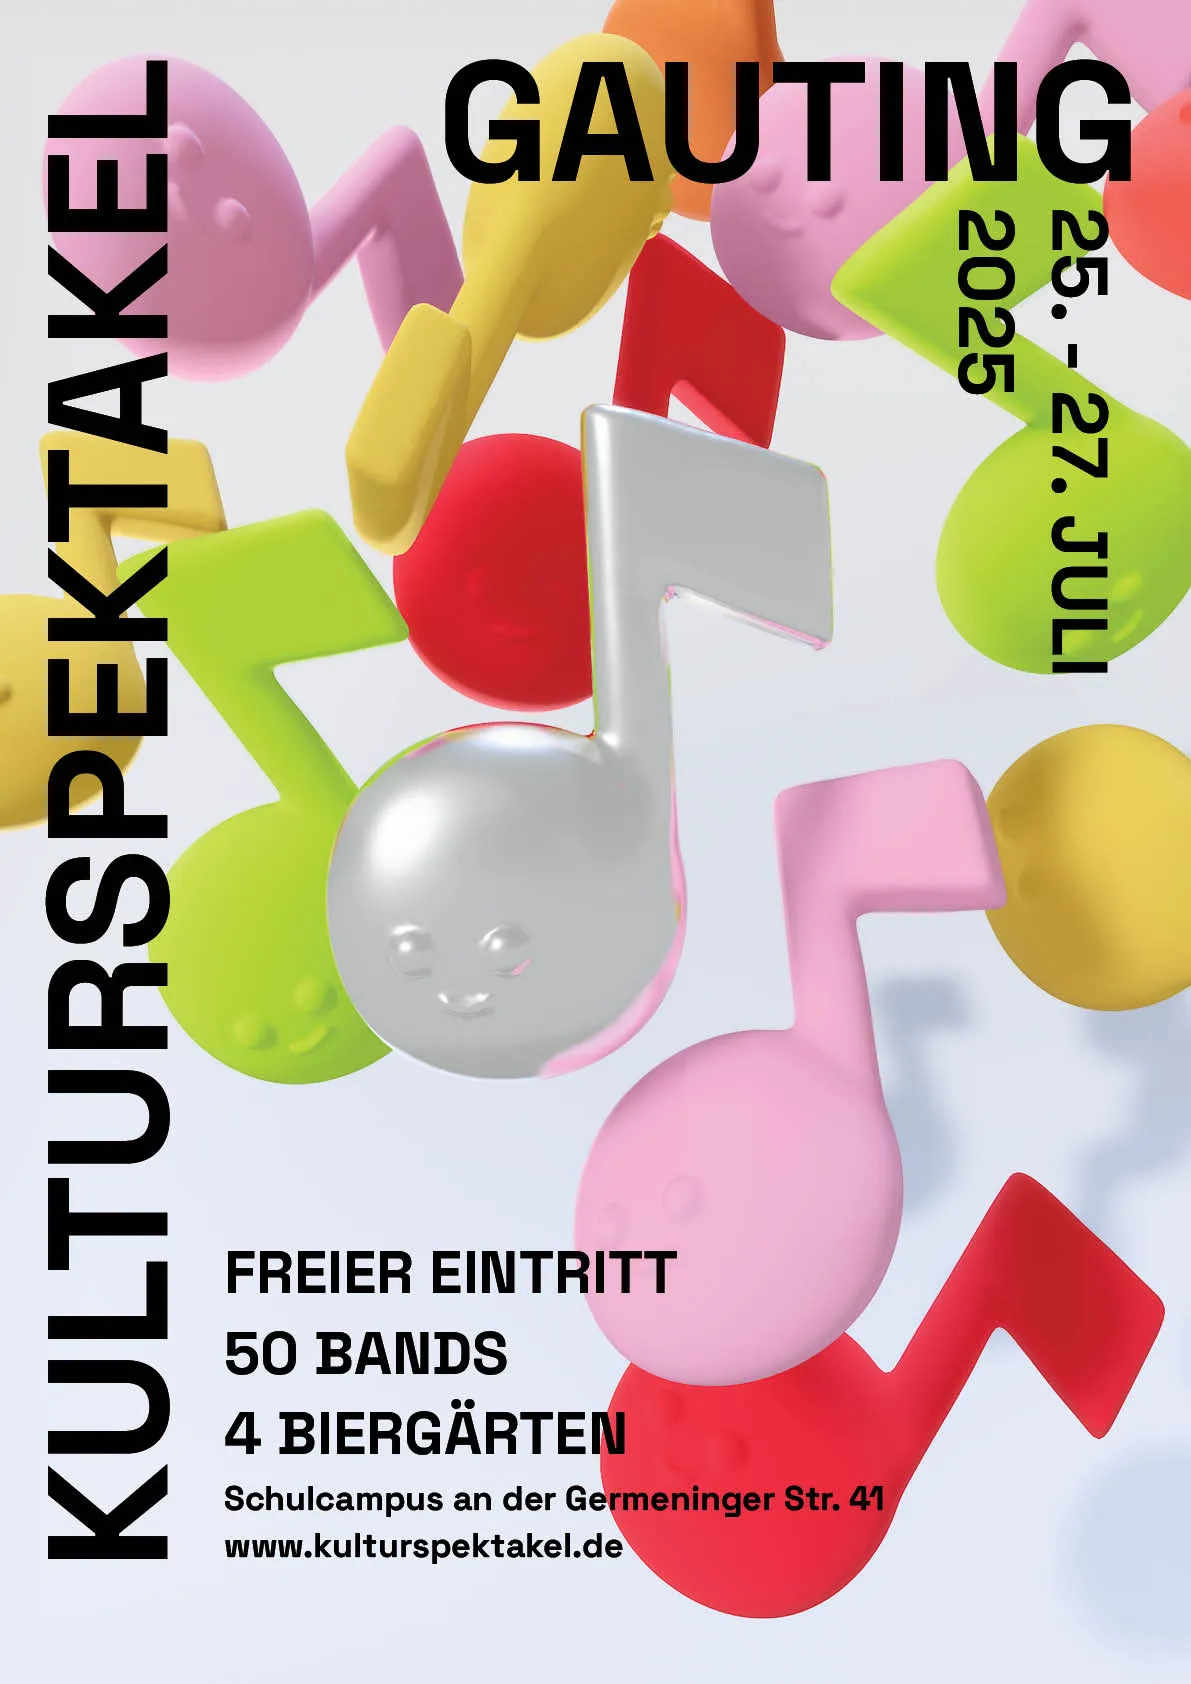 KULTURSPEKTAKEL
GAUTING
25. - 27. JULI
2025
FREIER EINTRITT
50 BANDS
4 BIERGÄRTEN
Schulcampus an der Germeninger Str. 41
www.kulturspektakel.de